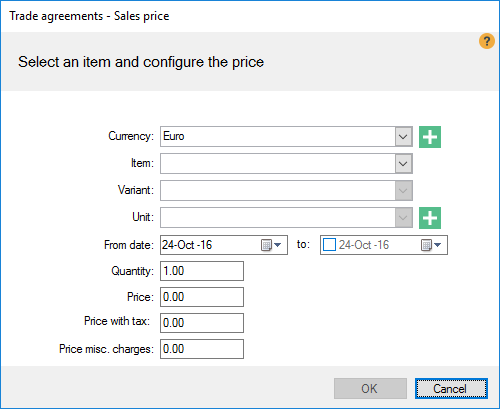 Trade agreements - Sales price
?
Select an item and configure the price
Currency: Euro
Item:
Variant:
Unit:
From date: 24-Oct -16 to: 24-Oct -16
Quantity: 1.00
Price: 0.00
Price with tax: 0.00
Price misc. charges: 0.00
OK Cancel